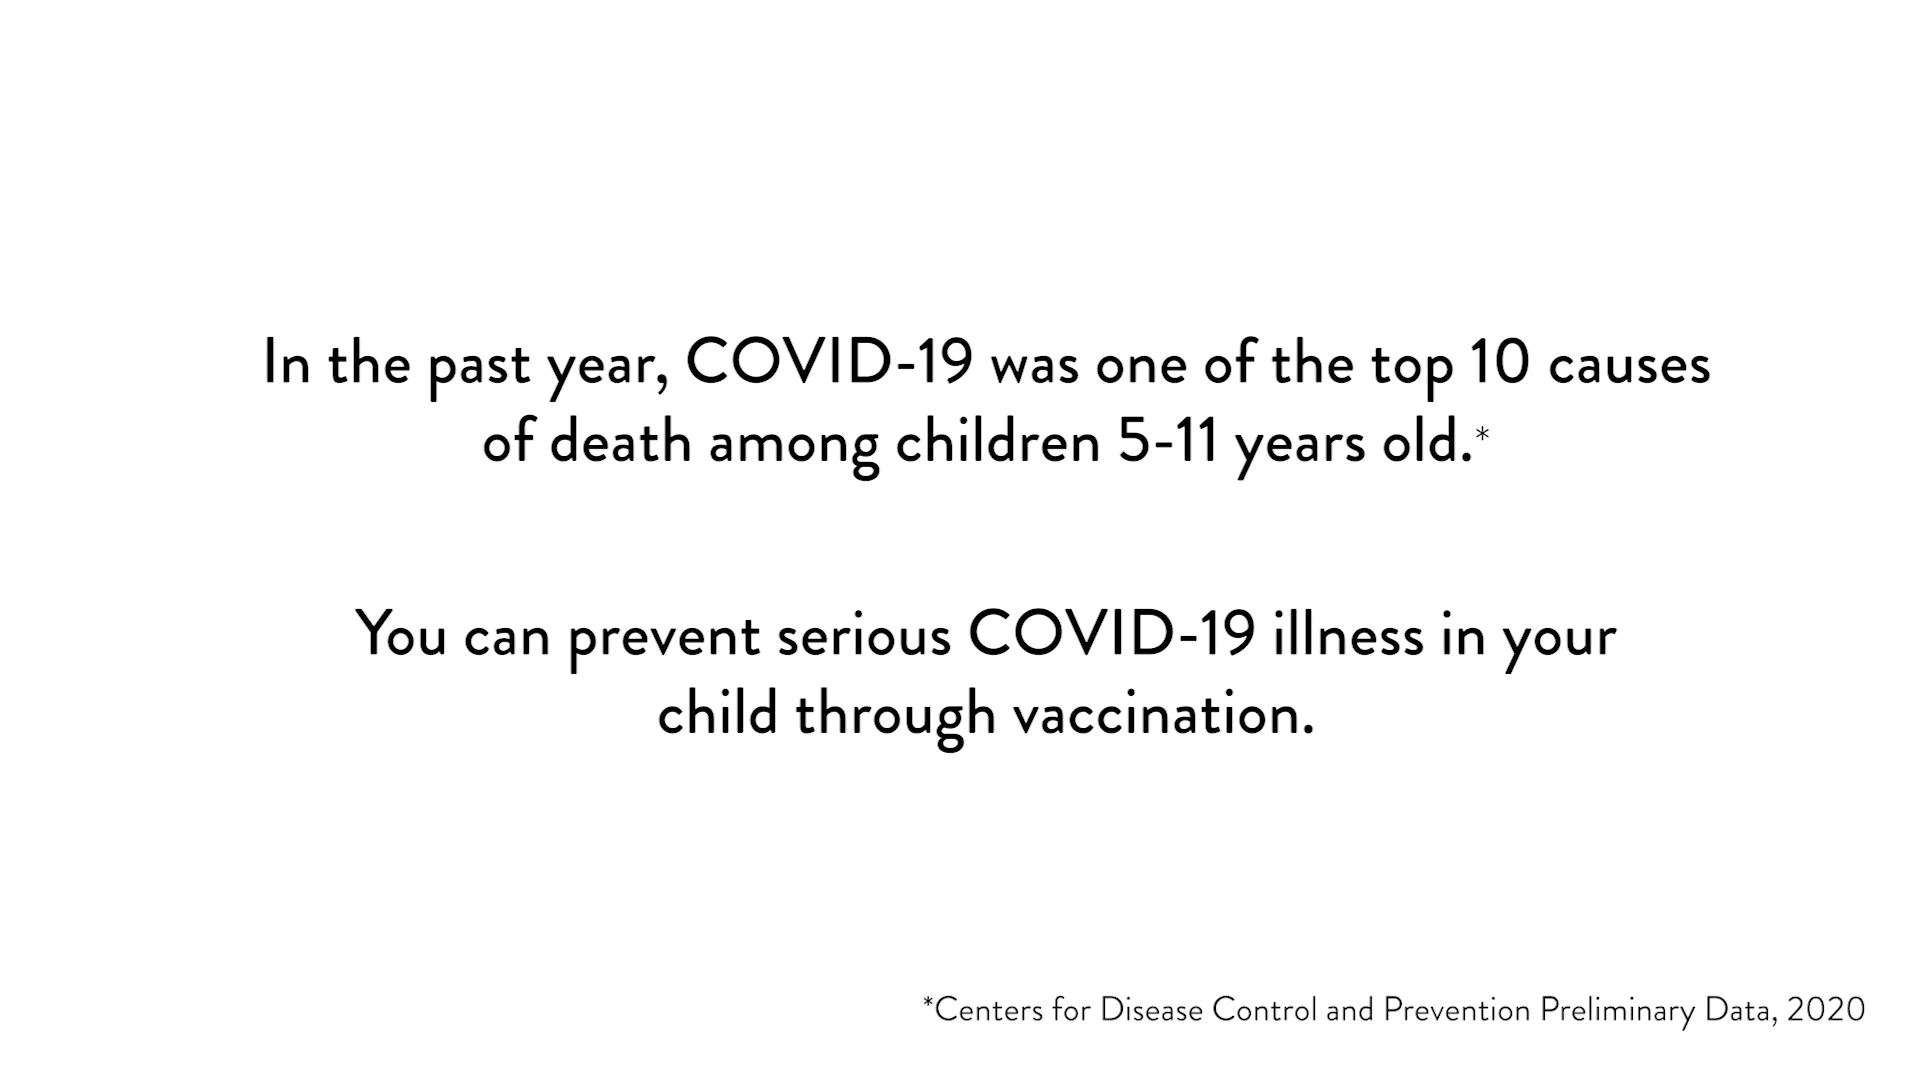 In the past year, COVID-19 was one of the top 10 causes
of death among children 5-11 years old.*
You can prevent serious COVID-19 illness in your
child through vaccination.
*Centers for Disease Control and Prevention Preliminary Data, 2020